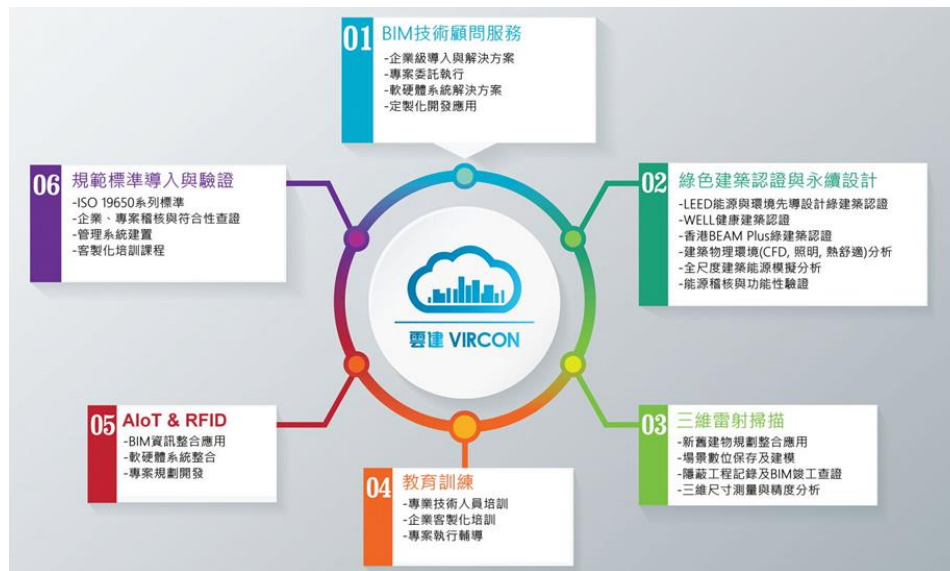 01 BIM技術顧問服務
-企業級導入與解決方案
-專案委託執行
-軟硬體系統解決方案
-定製化開發應用
02 綠色建築認證與永續設計
-LEED能源與環境先導設計綠建築認證
-WELL健康建築認證
-香港BEAM Plus綠建築認證
-建築物理環境(CFD, 照明, 熱舒適)分析
-全尺度建築能源模擬分析
-能源稽核與功能性驗證
03 三維雷射掃描
-新舊建物規劃整合應用
-場景數位保存及建模
-隱蔽工程記錄及BIM竣工查證
-三維尺寸測量與精度分析
04 教育訓練
-專業技術人員培訓
-企業客製化培訓
-專案執行輔導
05 AIoT & RFID
-BIM資訊整合應用
-軟硬體系統整合
-專案規劃開發
06 規範標準導入與驗證
-ISO 19650系列標準
-企業、專案稽核與符合性查證
-管理系統建置
-客製化培訓課程
雲建 VIRCON